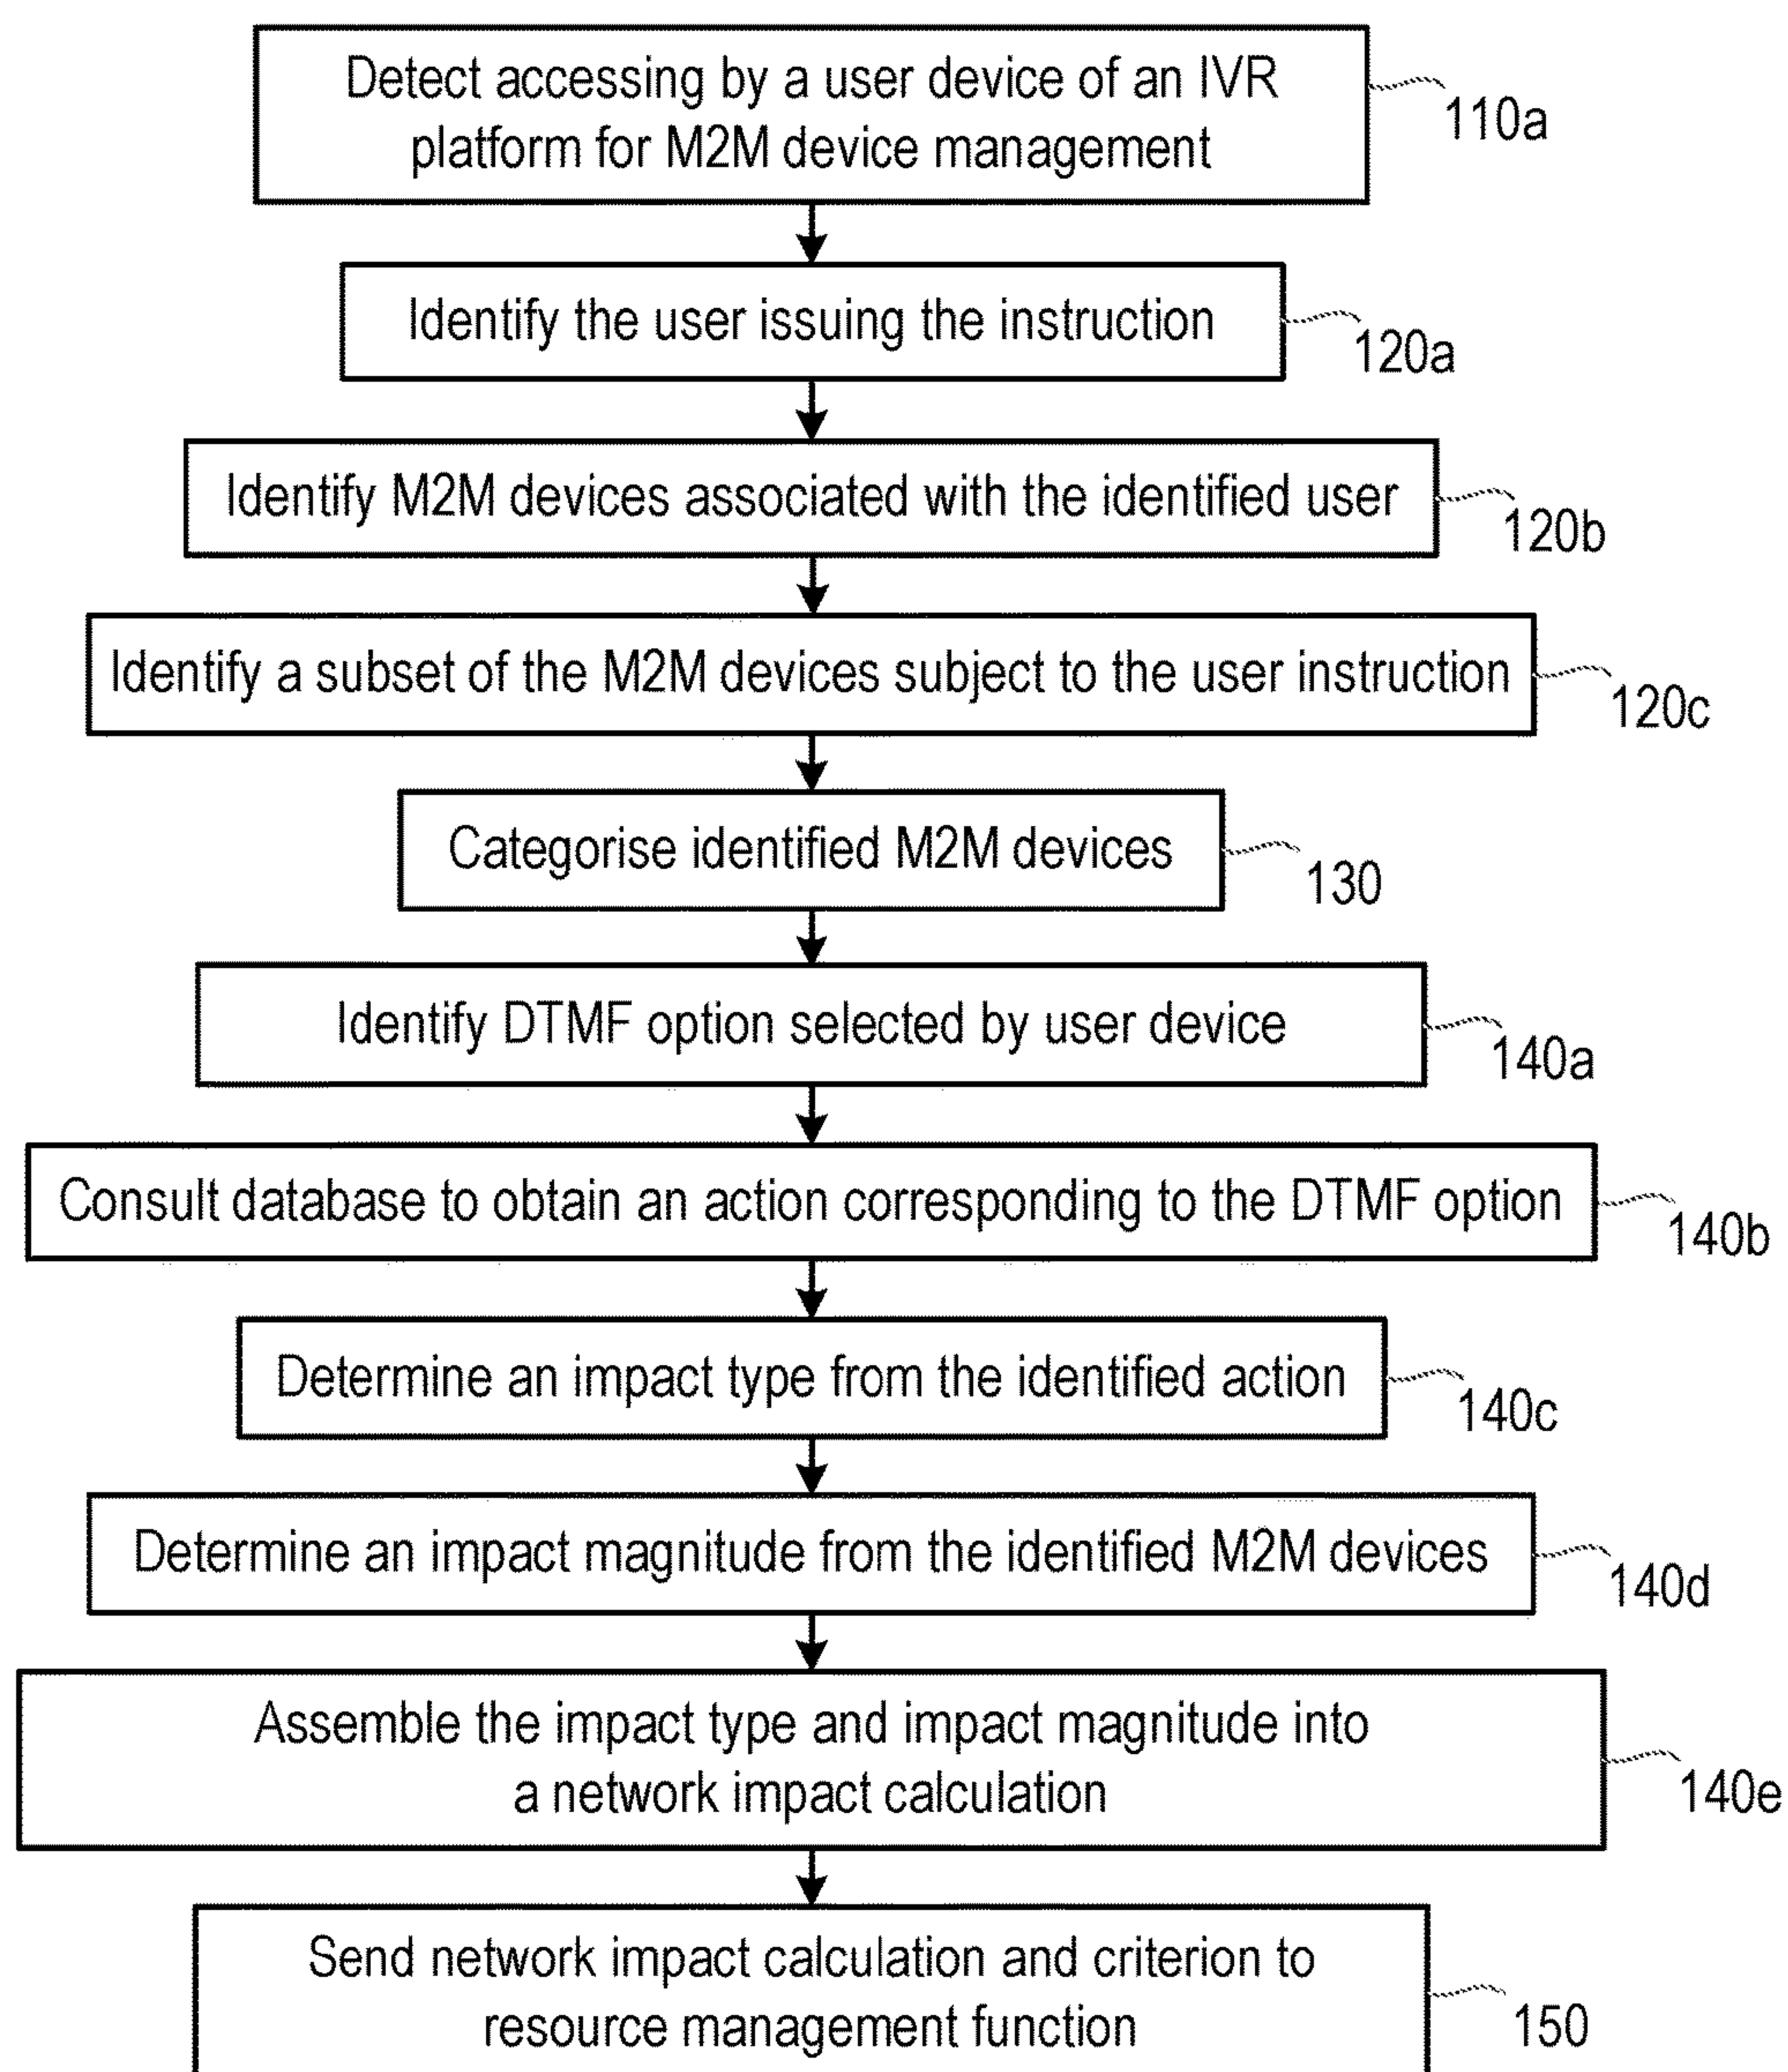 Detect accessing by a user device of an IVR
platform for M2M device management
110a
Identify the user issuing the instruction
120a
Identify M2M devices associated with the identified user
120b
Identify a subset of the M2M devices subject to the user instruction
120c
Categorise identified M2M devices
130
Identify DTMF option selected by user device
140a
Consult database to obtain an action corresponding to the DTMF option
140b
Determine an impact type from the identified action
140c
Determine an impact magnitude from the identified M2M devices
140d
Assemble the impact type and impact magnitude into
a network impact calculation
140e
Send network impact calculation and criterion to
resource management function
150